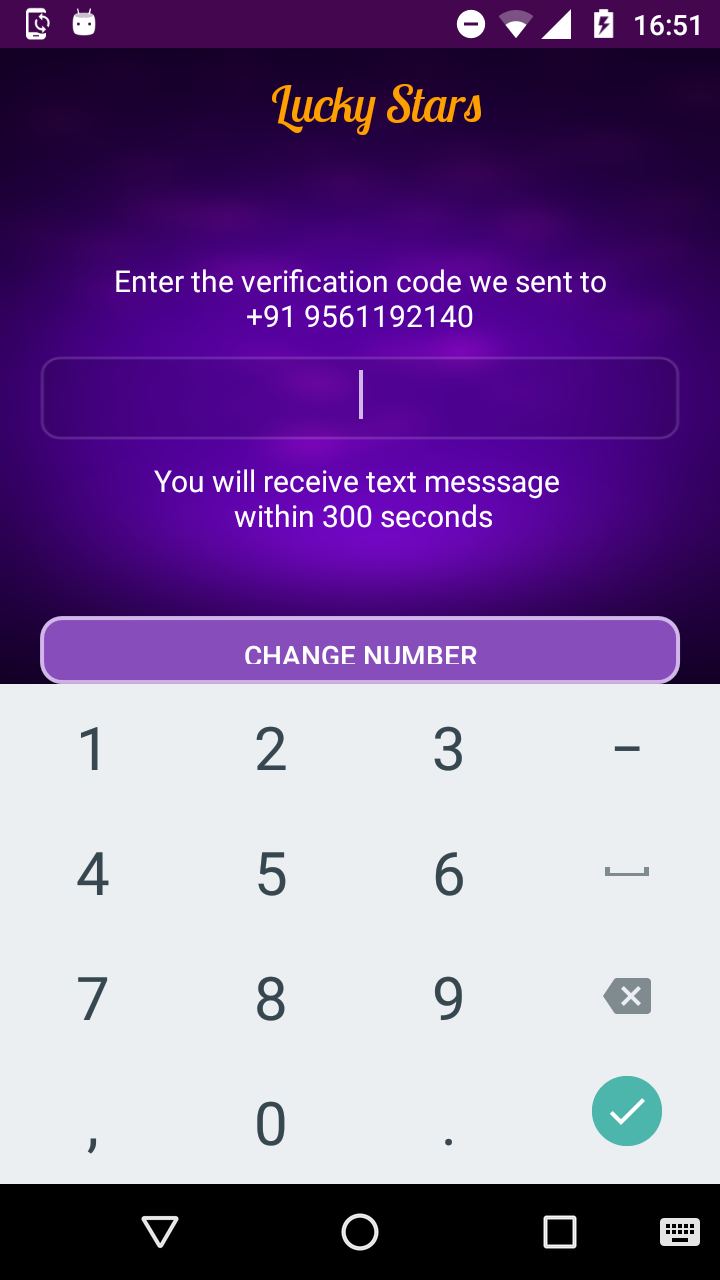 16:51
Lucky Stars
Enter the verification code we sent to
+91 9561192140
You will receive text messsage
within 300 seconds
CHANGE NUMBER
1 2 3 –
4 5 6
7 8 9
, 0 .